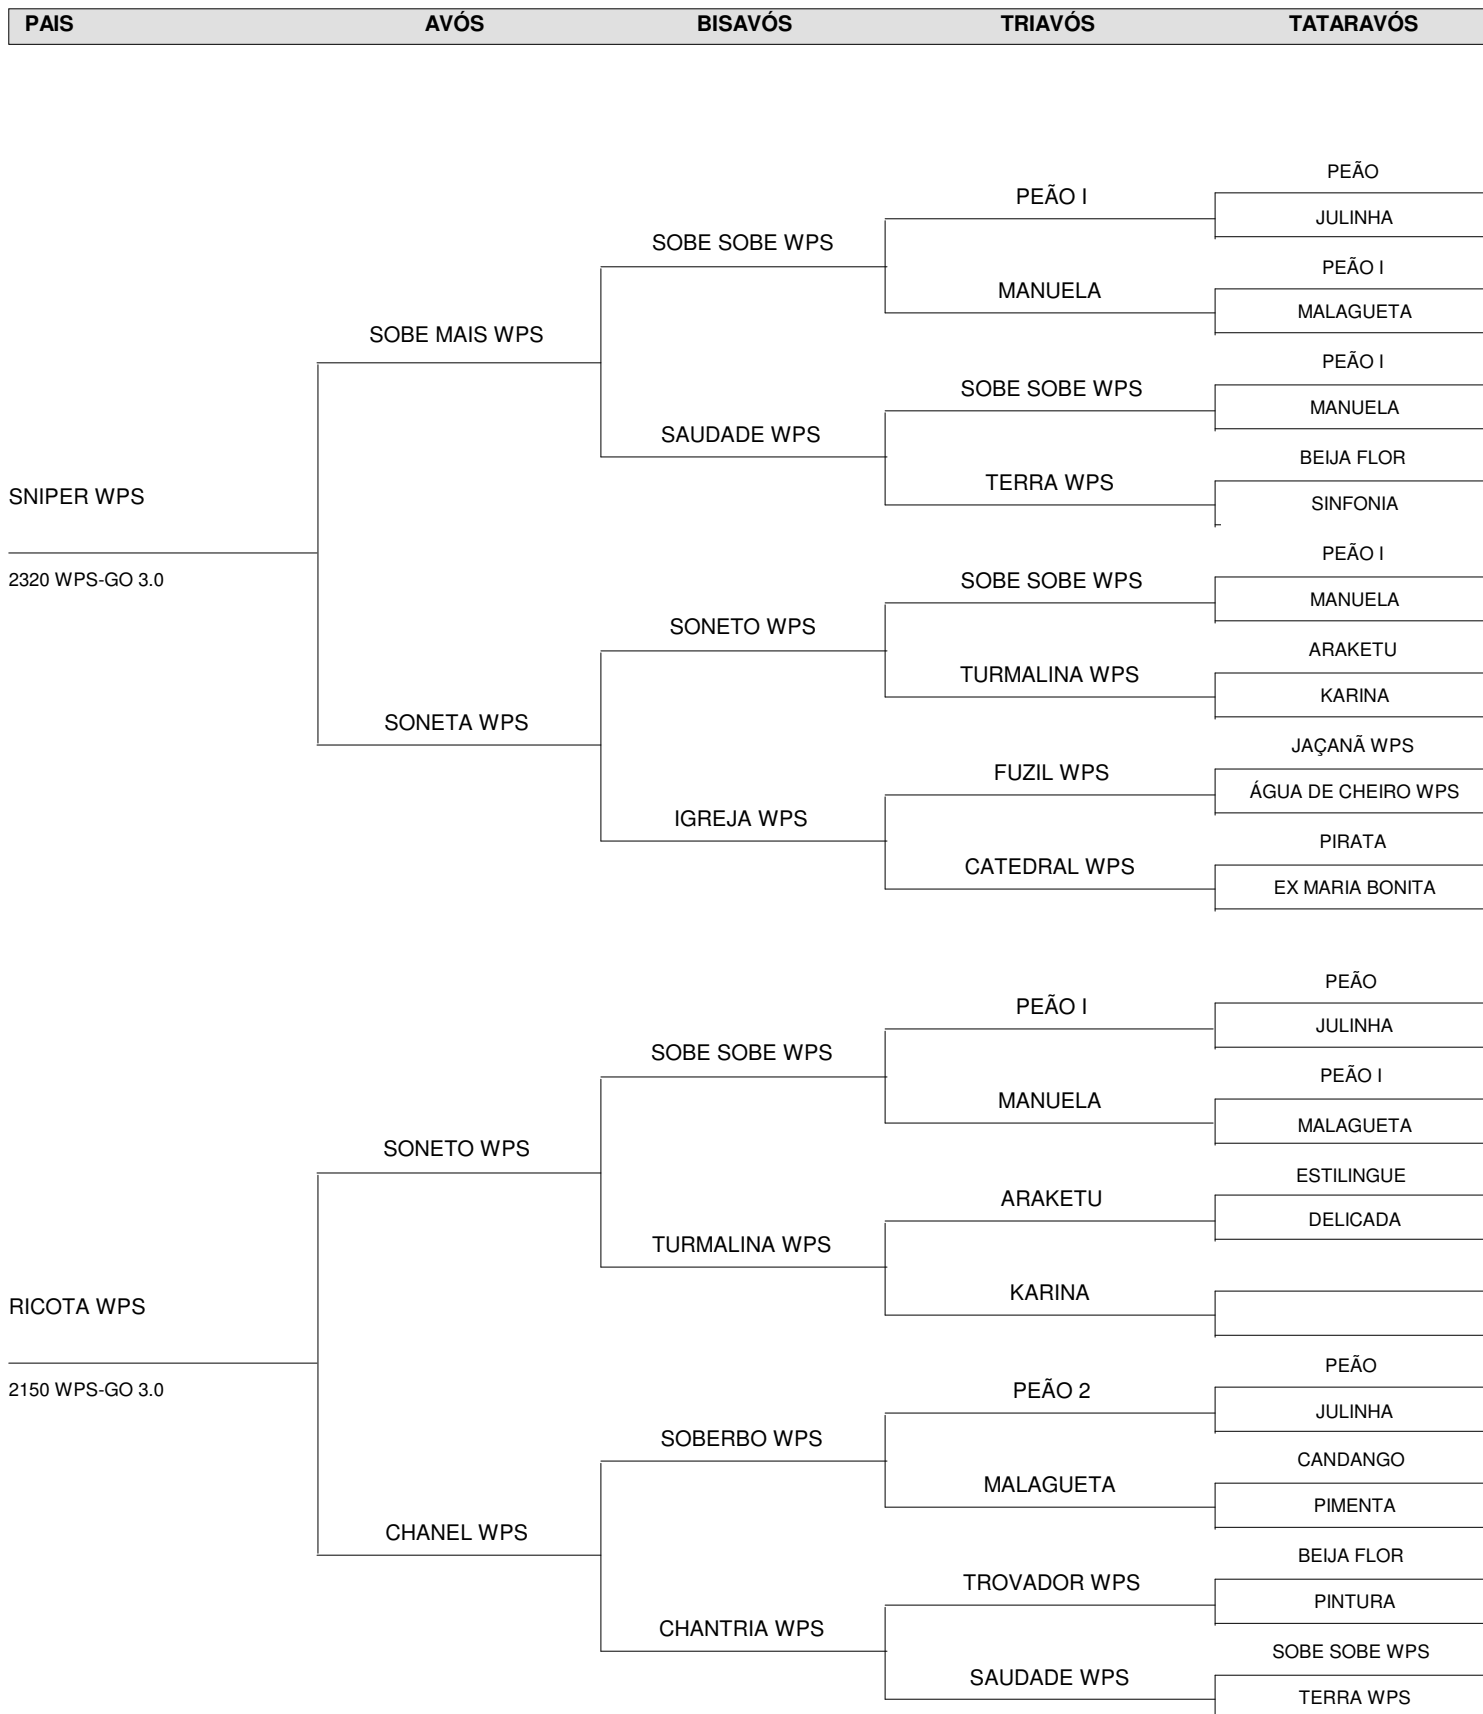 PAIS AVÓS BISAVÓS TRIAVÓS TATARAVÓS
PEÃO
PEÃO I
JULINHA
SOBE SOBE WPS
PEÃO I
MANUELA
MALAGUETA
SOBE MAIS WPS
PEÃO I
SOBE SOBE WPS
MANUELA
SAUDADE WPS
BEIJA FLOR
TERRA WPS
SNIPER WPS
SINFONIA
PEÃO I
2320 WPS-GO 3.0
SOBE SOBE WPS
MANUELA
SONETO WPS
ARAKETU
TURMALINA WPS
KARINA
SONETA WPS
JAÇANÃ WPS
FUZIL WPS
ÁGUA DE CHEIRO WPS
IGREJA WPS
PIRATA
CATEDRAL WPS
EX MARIA BONITA
PEÃO
PEÃO I
JULINHA
SOBE SOBE WPS
PEÃO I
MANUELA
MALAGUETA
SONETO WPS
ESTILINGUE
ARAKETU
DELICADA
TURMALINA WPS
KARINA
RICOTA WPS
PEÃO
2150 WPS-GO 3.0
PEÃO 2
JULINHA
SOBERBO WPS
CANDANGO
MALAGUETA
PIMENTA
CHANEL WPS
BEIJA FLOR
TROVADOR WPS
PINTURA
CHANTRIA WPS
SOBE SOBE WPS
SAUDADE WPS
TERRA WPS